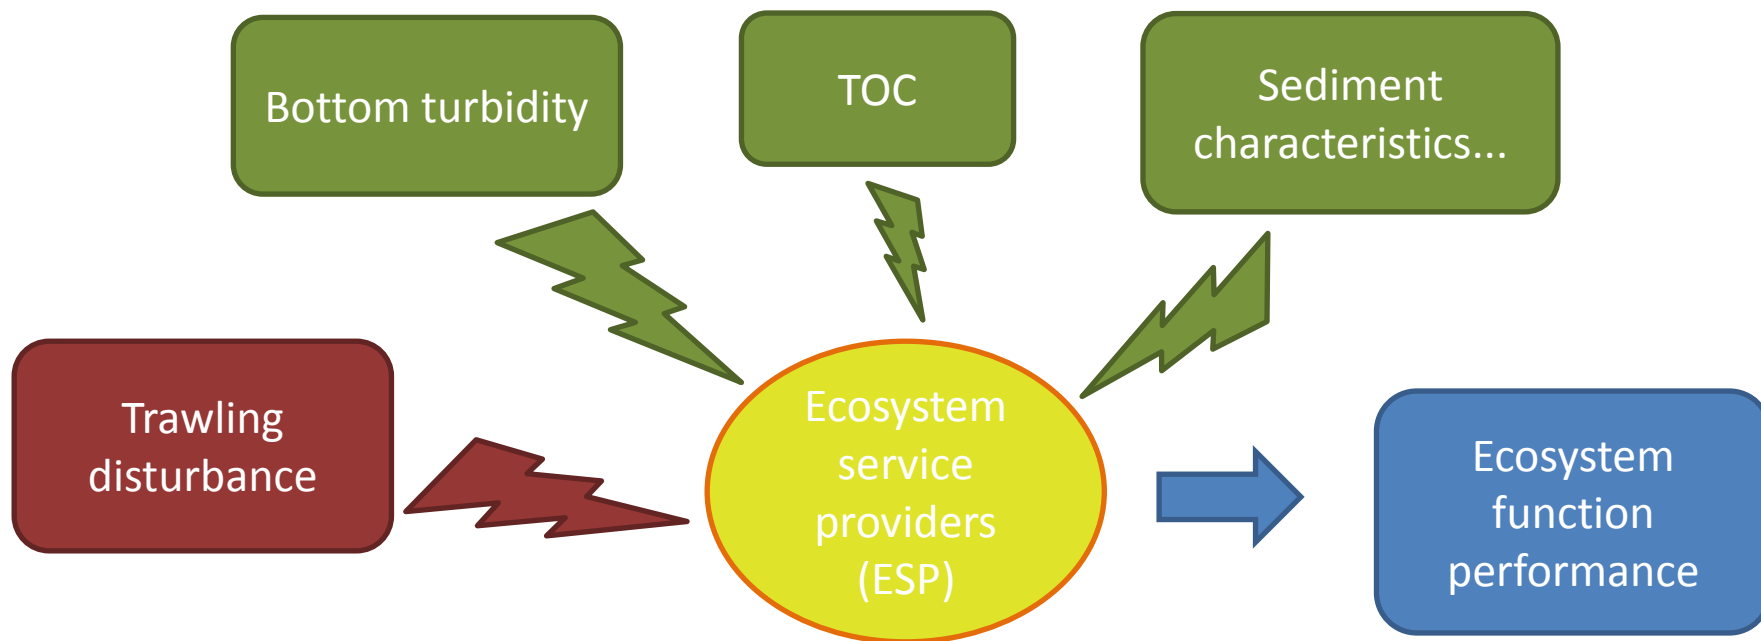 Bottom turbidity
TOC
Sediment
characteristics...
Trawling
disturbance
Ecosystem
service
providers
(ESP)
Ecosystem
function
performance